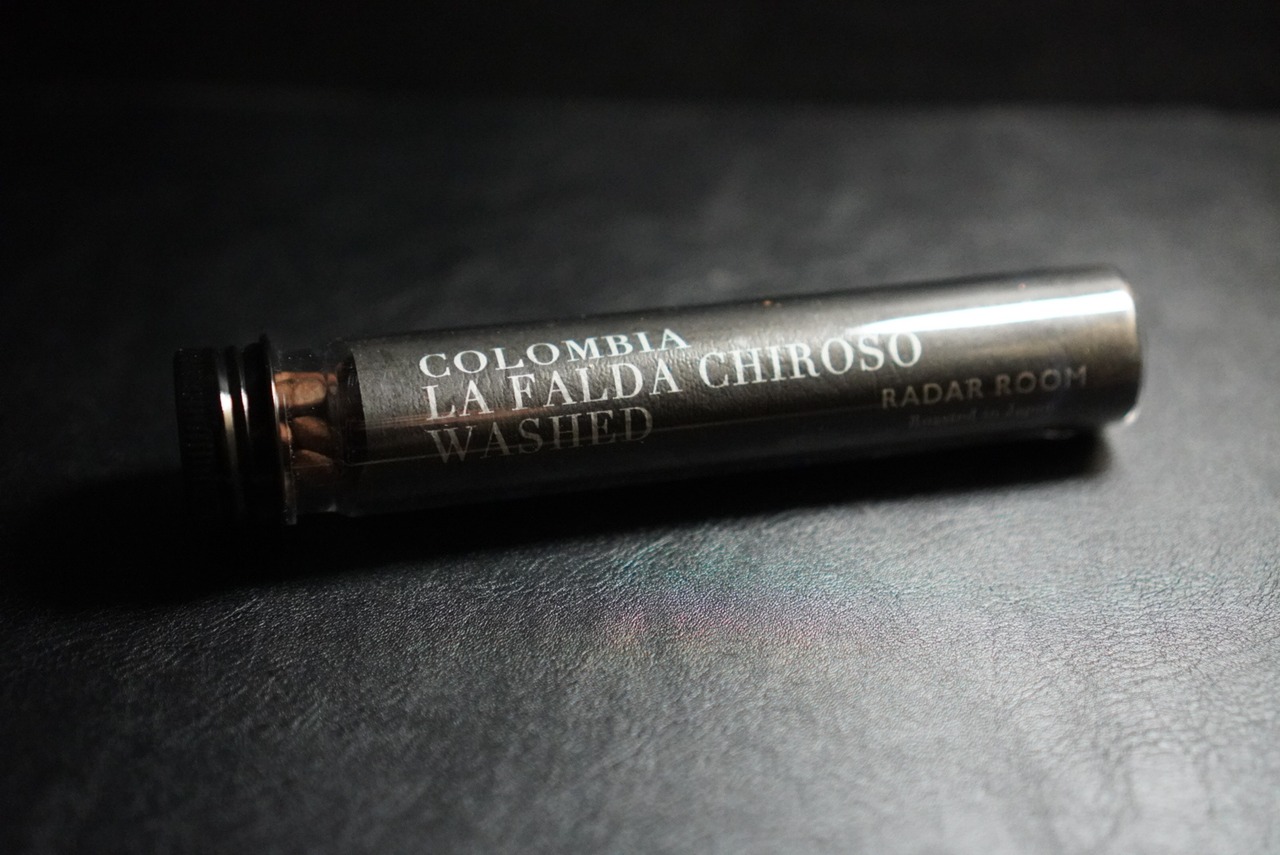 COLOMBIA
LA FALDA CHIROSO
WASHED
RADAR ROOM
Roasted in Japan